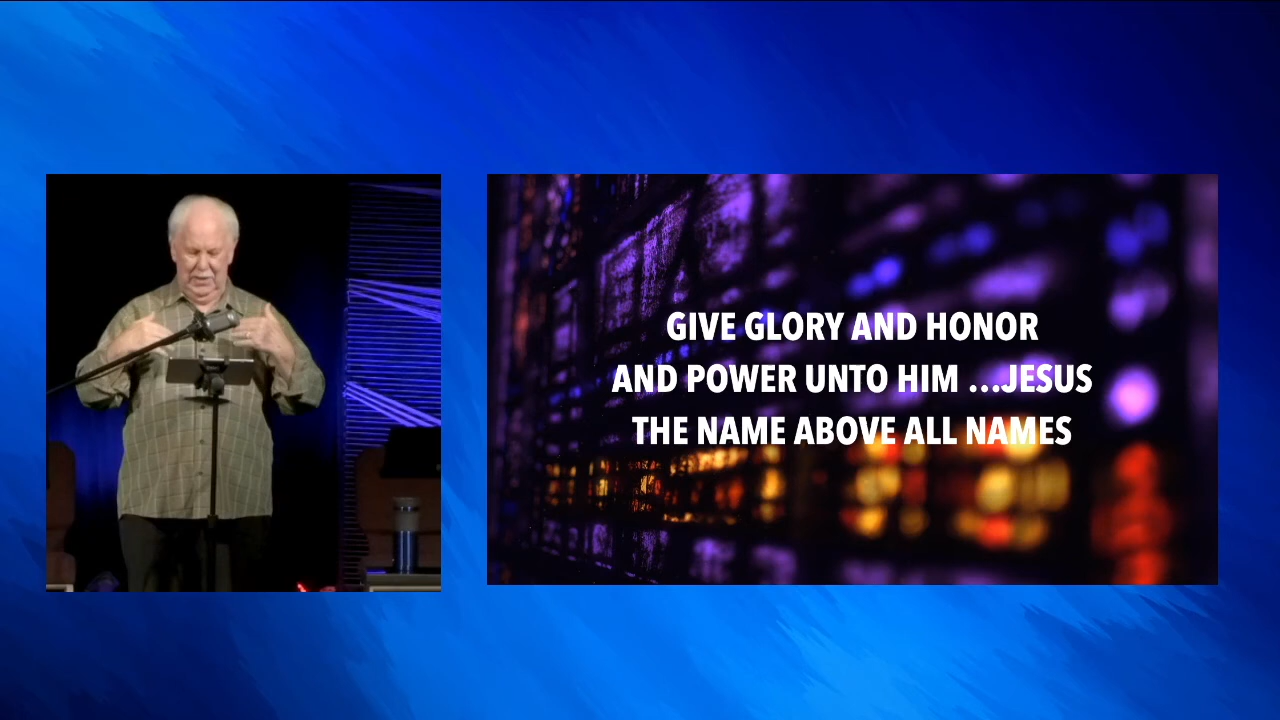 GIVE GLORY AND HONOR
AND POWER UNTO HIM ...JESUS
THE NAME ABOVE ALL NAMES